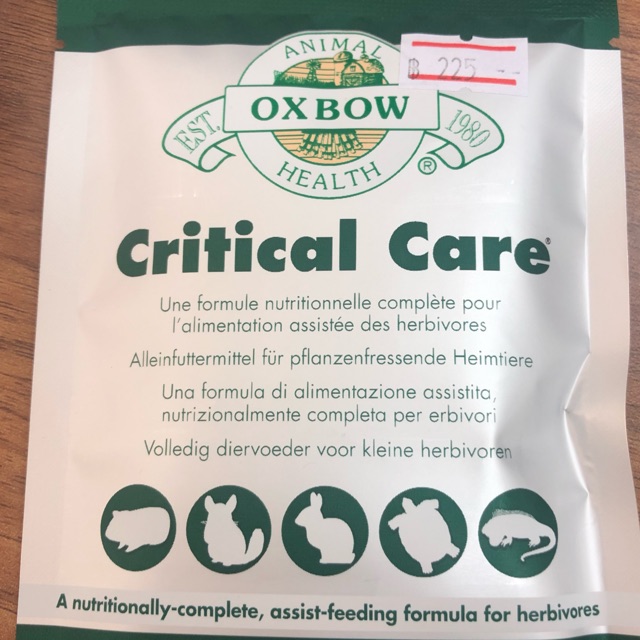 ANIMAL
฿ 225 --
EST. OXBOW 1980
HEALTH ®
Critical Care®
Une formule nutritionnelle complète pour
l'alimentation assistée des herbivores
Alleinfuttermittel für pflanzenfressende Heimtiere
Una formula di alimentazione assistita,
nutrizionalmente completa per erbivori
Volledig diervoeder voor kleine herbivoren
A nutritionally-complete, assist-feeding formula for herbivores